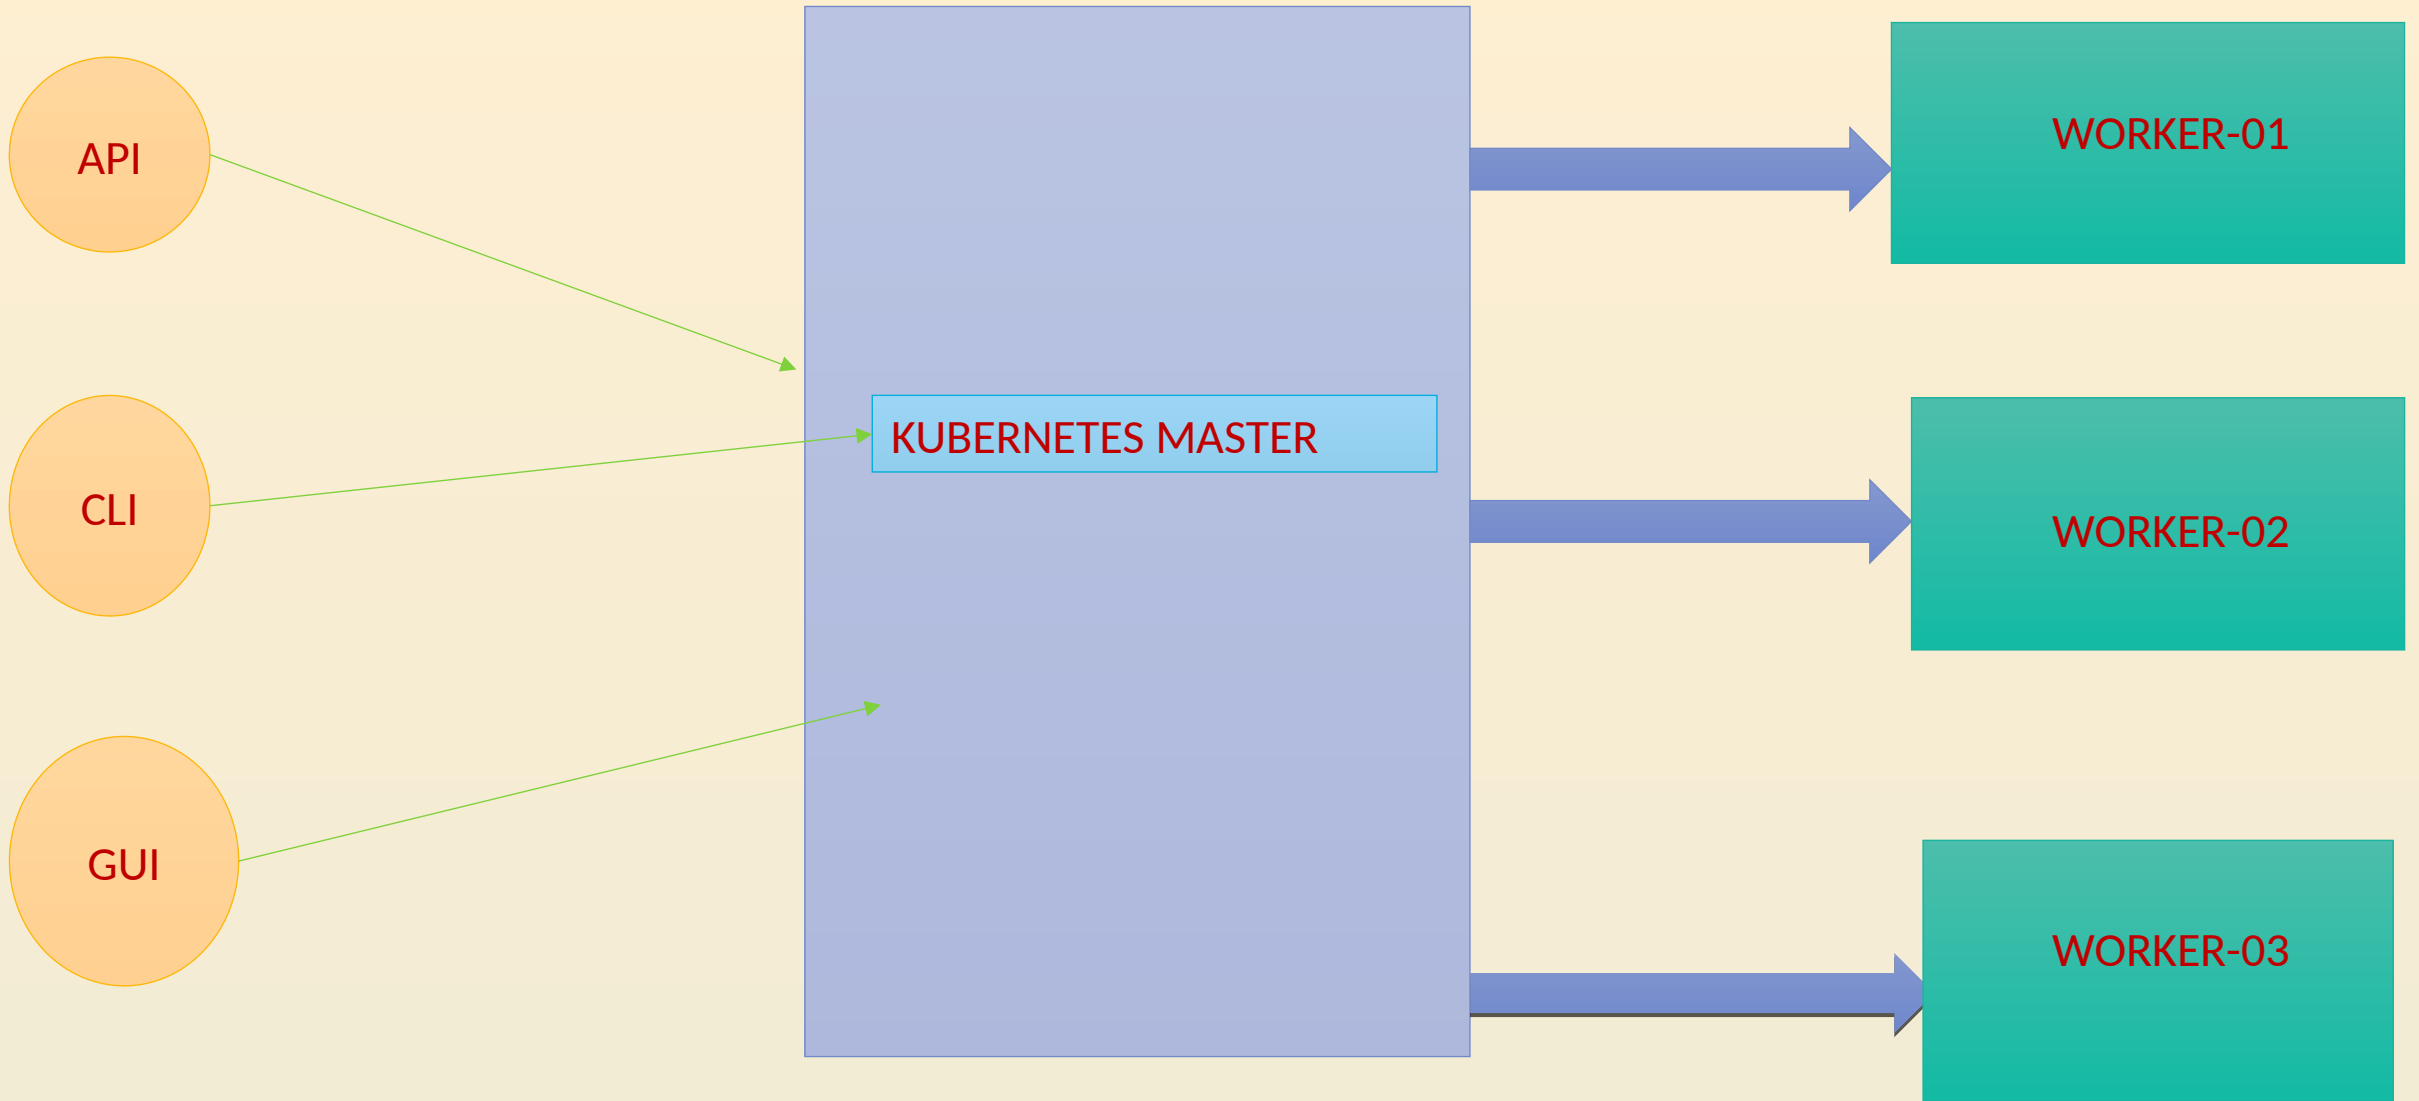 API
CLI
GUI
KUBERNETES MASTER
WORKER-01
WORKER-02
WORKER-03